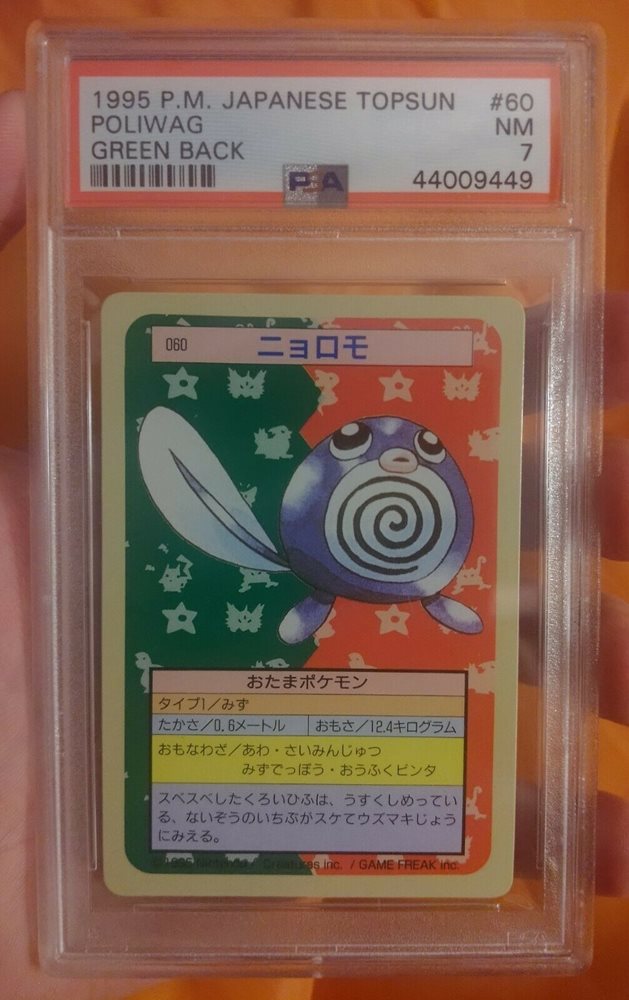 1995 P.M. JAPANESE TOPSUN #60
POLIWAG NM
GREEN BACK 7
PSA 44009449
060 ニョロモ
おたまポケモン
タイプ1/みず
たかさ/0.6メートル おもさ/12.4キログラム
おもなわざ/あわ・さいみんじゅつ
みずでっぽう・おうふくビンタ
スベスベしたくろいひふは、うすくしめってい
る、ないぞうのいちぶがスケてウズマキじょう
にみえる。
©1995 Nintendo / Creatures inc. / GAME FREAK inc.